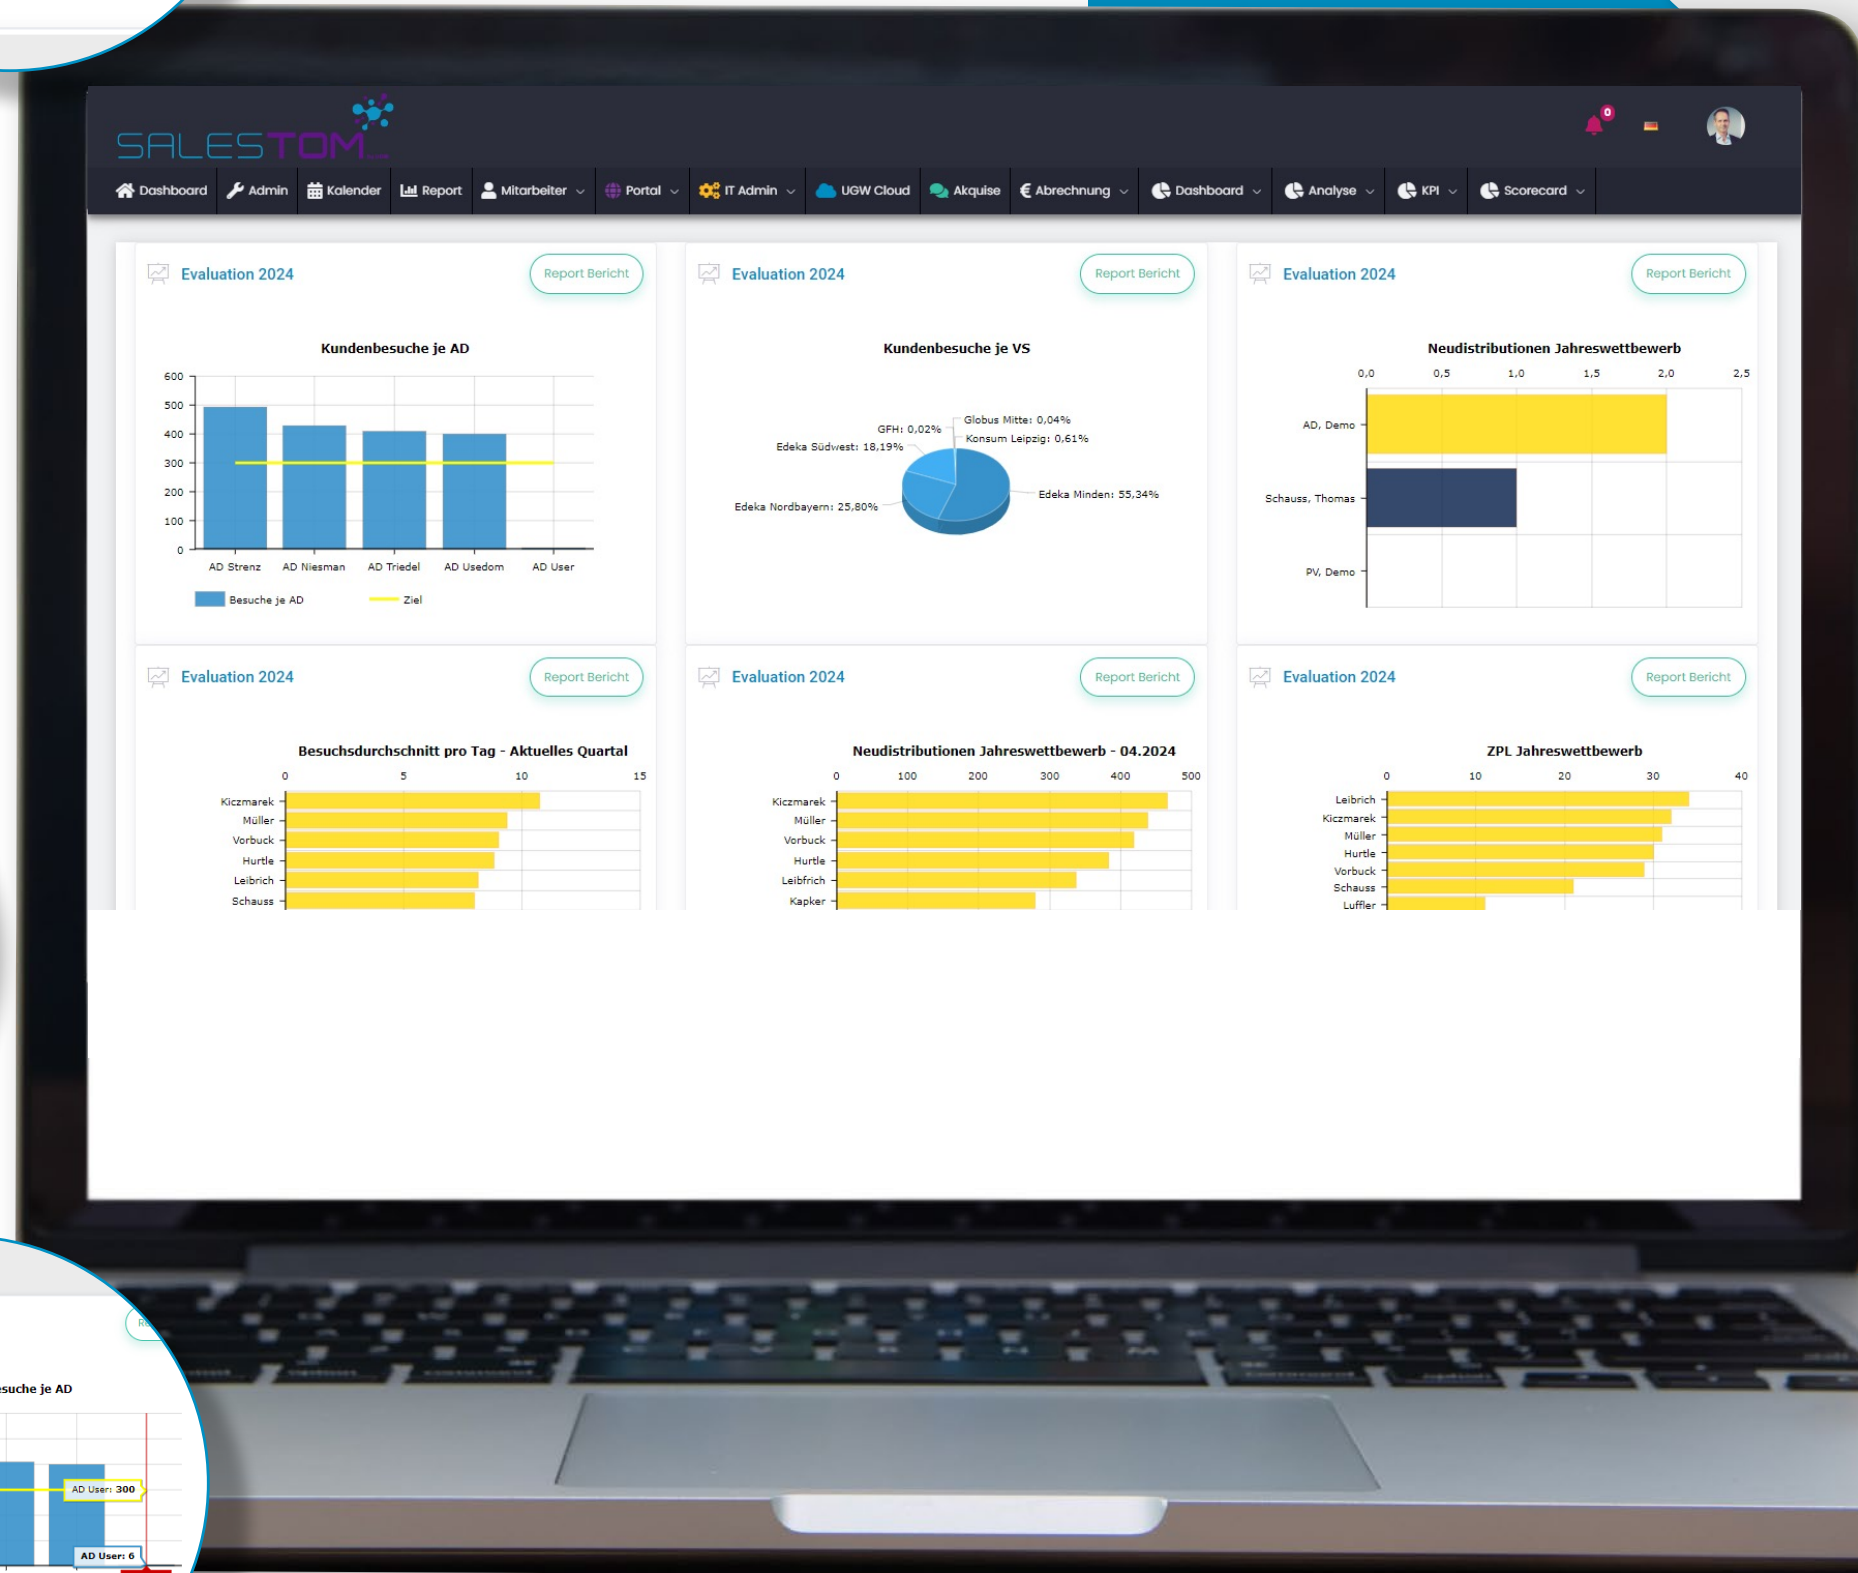 SALESTOM
0
Dashboard Admin Kalender Report Mitarbeiter Portal IT Admin UGW Cloud Akquise € Abrechnung Dashboard Analyse KPI Scorecard
Evaluation 2024 Report Bericht
Kundenbesuche je AD
600
500
400
300
200
100
0
AD Strenz AD Niesman AD Triedel AD Usedom AD User
Besuche je AD Ziel
Evaluation 2024 Report Bericht
Kundenbesuche je VS
Globus Mitte: 0,04%
GFH: 0,02%
Konsum Leipzig: 0,61%
Edeka Südwest: 18,19%
Edeka Minden: 55,34%
Edeka Nordbayern: 25,80%
Evaluation 2024 Report Bericht
Neudistributionen Jahreswettbewerb
0,0 0,5 1,0 1,5 2,0 2,5
AD, Demo
Schauss, Thomas
PV, Demo
Evaluation 2024 Report Bericht
Besuchsdurchschnitt pro Tag - Aktuelles Quartal
0 5 10 15
Kiczmarek
Müller
Vorbuck
Hurtle
Leibrich
Schauss
Evaluation 2024 Report Bericht
Neudistributionen Jahreswettbewerb - 04.2024
0 100 200 300 400 500
Kiczmarek
Müller
Vorbuck
Hurtle
Leibfrich
Kapker
Evaluation 2024 Report Bericht
ZPL Jahreswettbewerb
0 10 20 30 40
Leibrich
Kiczmarek
Müller
Hurtle
Vorbuck
Schauss
Luffler
Re
esuche je AD
AD User: 300
AD User: 6